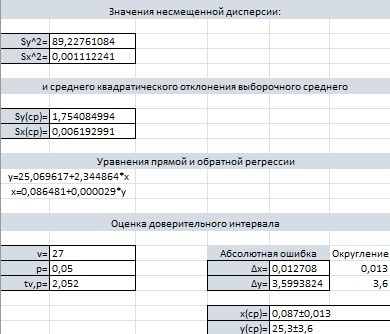 Значения несмещенной дисперсии:
Sy^2= 89,22761084
Sx^2= 0,001112241
и среднего квадратического отклонения выборочного среднего
Sy(cp)= 1,754084994
Sx(cp)= 0,006192991
Уравнения прямой и обратной регрессии
y=25,069617+2,344864*x
x=0,086481+0,000029*y
Оценка доверительного интервала
v= 27 Абсолютная ошибка Округление
p= 0,05 Δx= 0,012708 0,013
tv,p= 2,052 Δy= 3,5993824 3,6
x(cp)= 0,087±0,013
y(cp)= 25,3±3,6